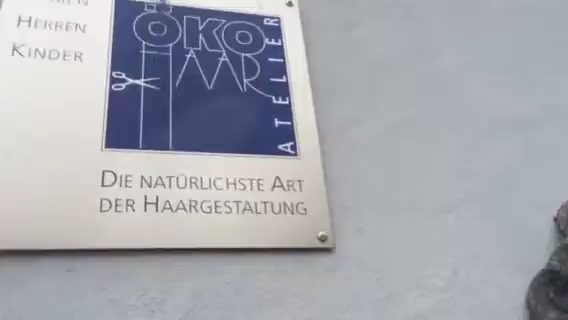 HERREN
KINDER
ÖKO
HAAR
ATELIER
DIE NATÜRLICHSTE ART
DER HAARGESTALTUNG